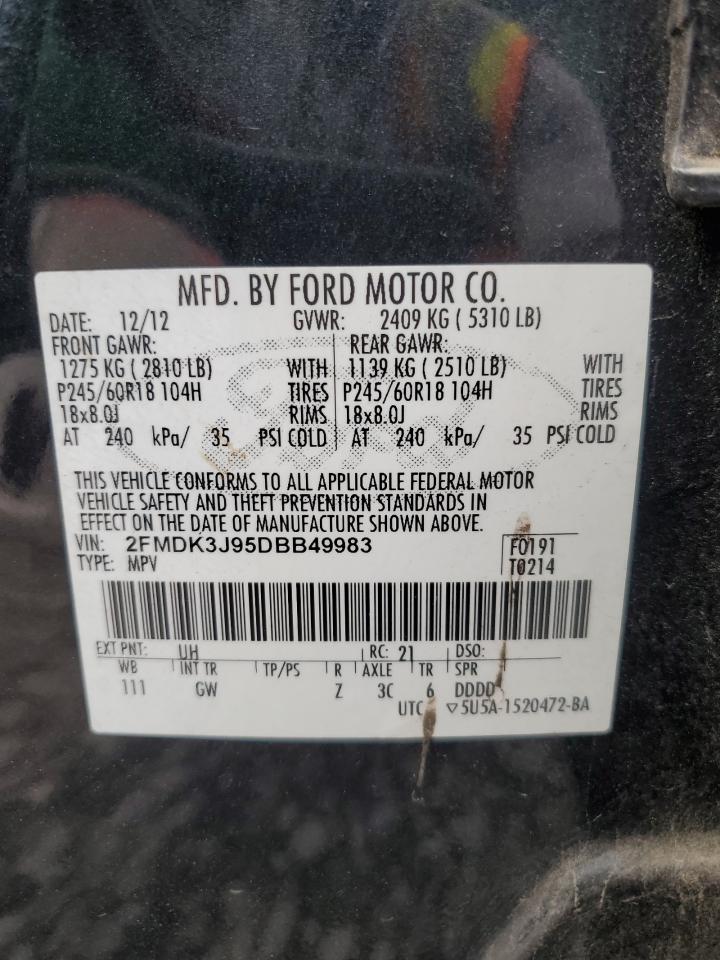 MFD. BY FORD MOTOR CO.
DATE: 12/12 GVWR: 2409 KG ( 5310 LB)
FRONT GAWR: REAR GAWR:
1275 KG ( 2810 LB) WITH 1139 KG ( 2510 LB) WITH
P245/60R18 104H TIRES P245/60R18 104H TIRES
18x8.0J RIMS 18x8.0J RIMS
AT 240 kPa/ 35 PSI COLD AT 240 kPa/ 35 PSI COLD
THIS VEHICLE CONFORMS TO ALL APPLICABLE FEDERAL MOTOR
VEHICLE SAFETY AND THEFT PREVENTION STANDARDS IN
EFFECT ON THE DATE OF MANUFACTURE SHOWN ABOVE.
VIN: 2FMDK3J95DBB49983 F0191
TYPE: MPV T0214
EXT PNT: UH RC: 21 DSO:
WB INT TR TP/PS R AXLE TR SPR
111 GW Z 3C 6 DDDD
UTC ▽5U5A-1520472-BA